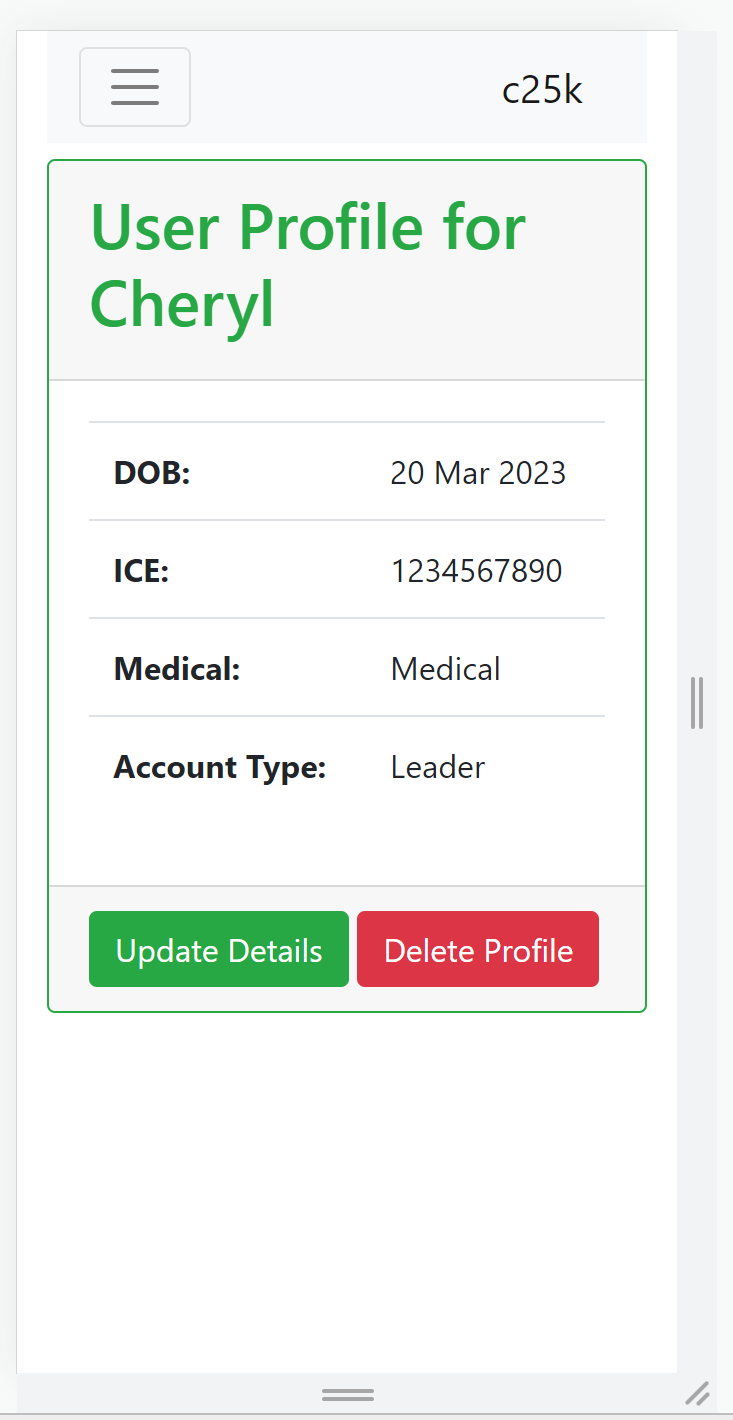 c25k
User Profile for
Cheryl
DOB: 20 Mar 2023
ICE: 1234567890
Medical: Medical
Account Type: Leader
Update Details Delete Profile